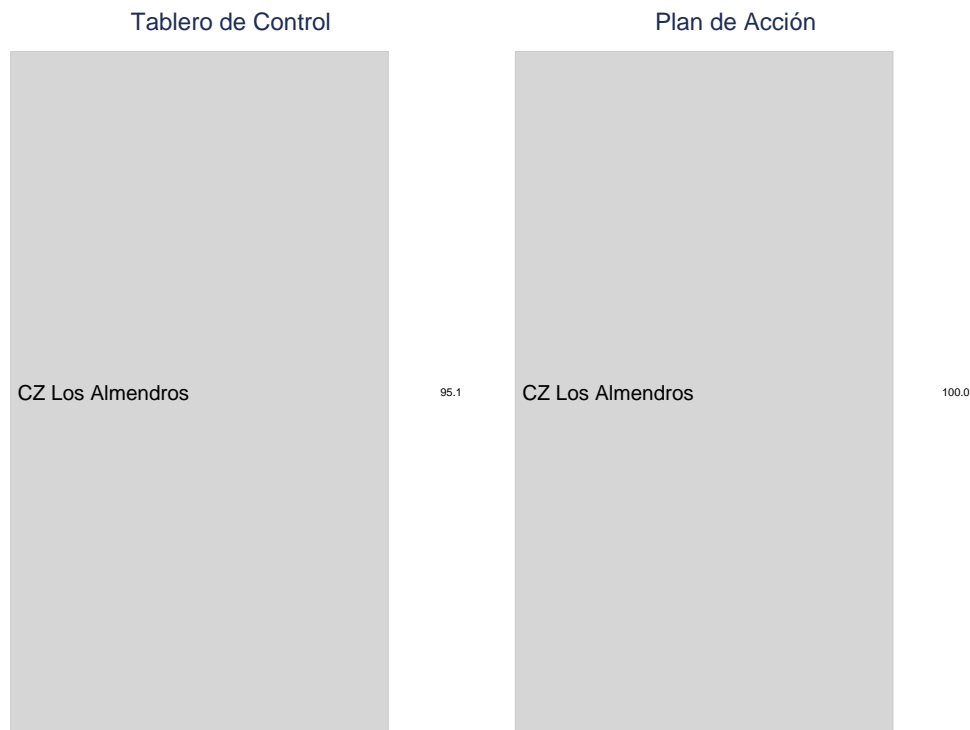 Tablero de Control
CZ Los Almendros 95.1
Plan de Acción
CZ Los Almendros 100.0